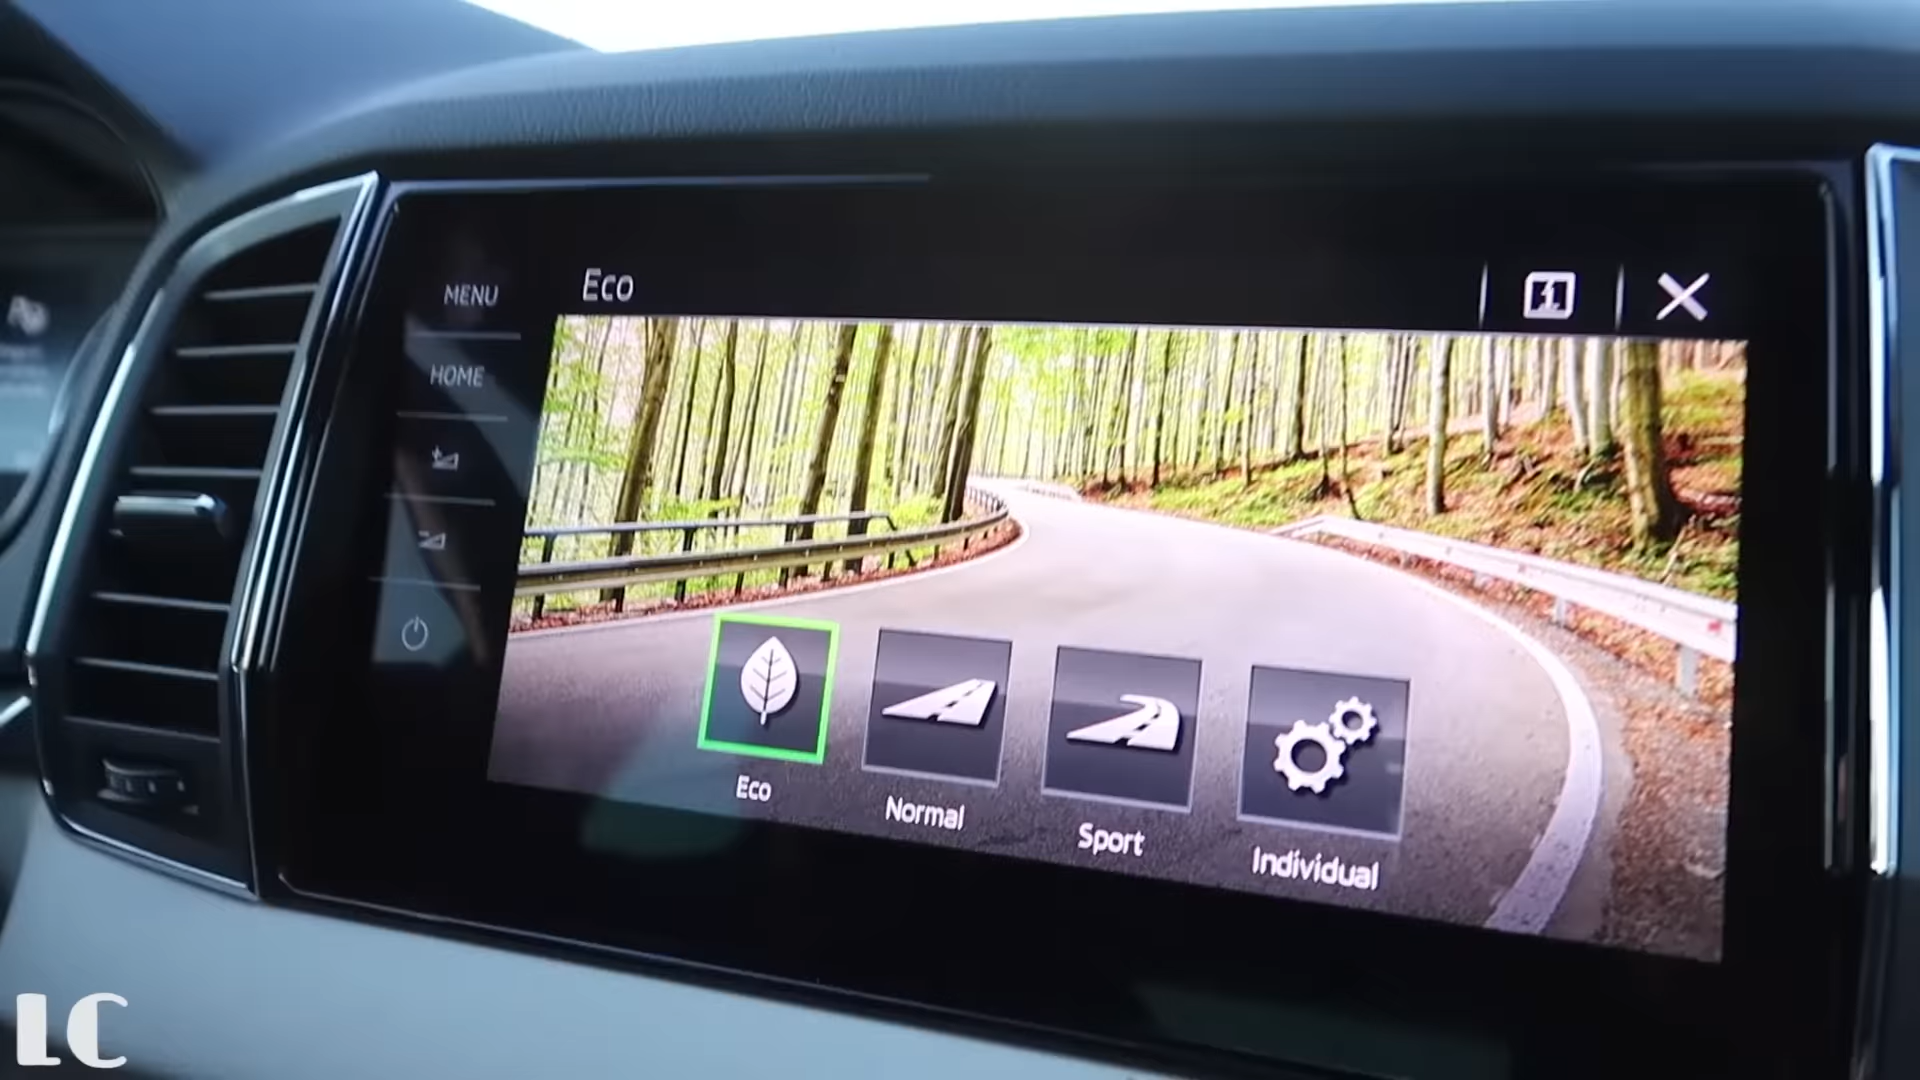 MENU
Eco
HOME
Eco
Normal
Sport
Individual
LC